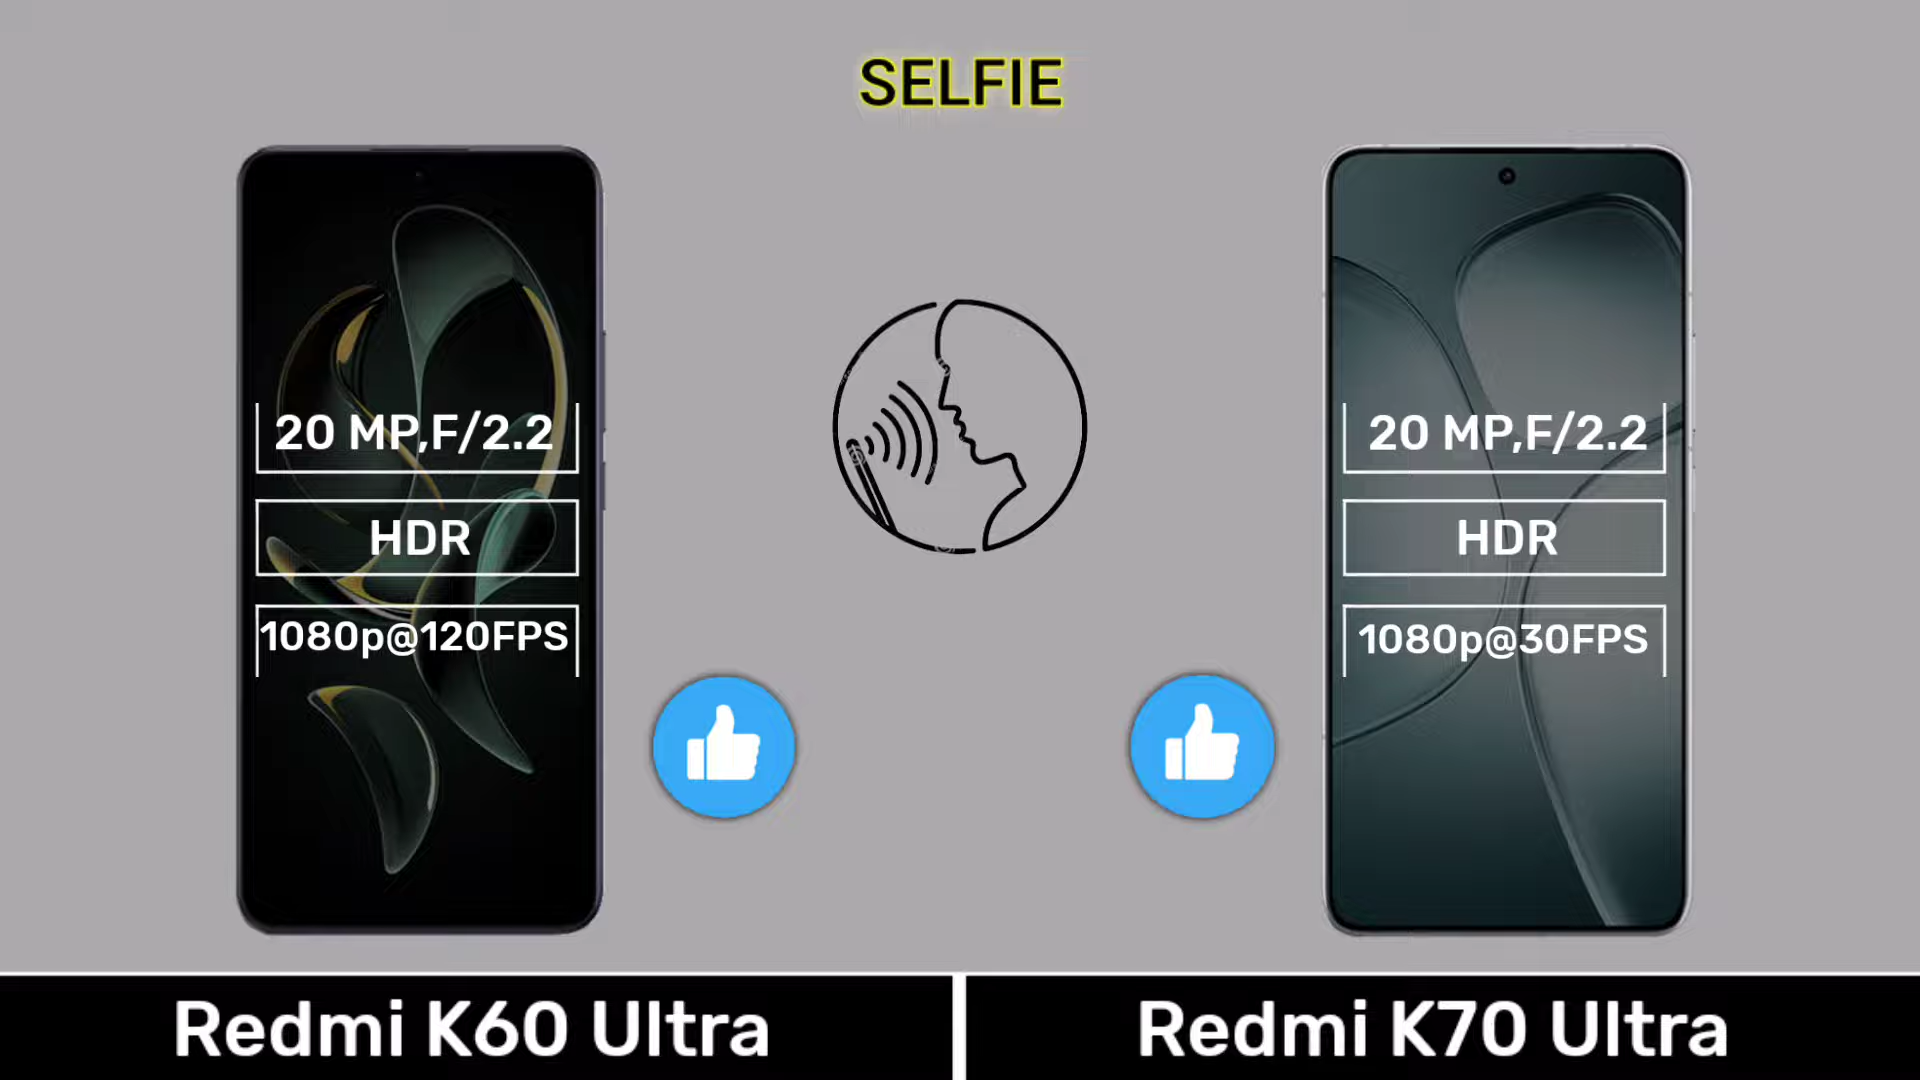 SELFIE
20 MP,F/2.2
HDR
1080p@120FPS
20 MP,F/2.2
HDR
1080p@30FPS
Redmi K60 Ultra
Redmi K70 Ultra